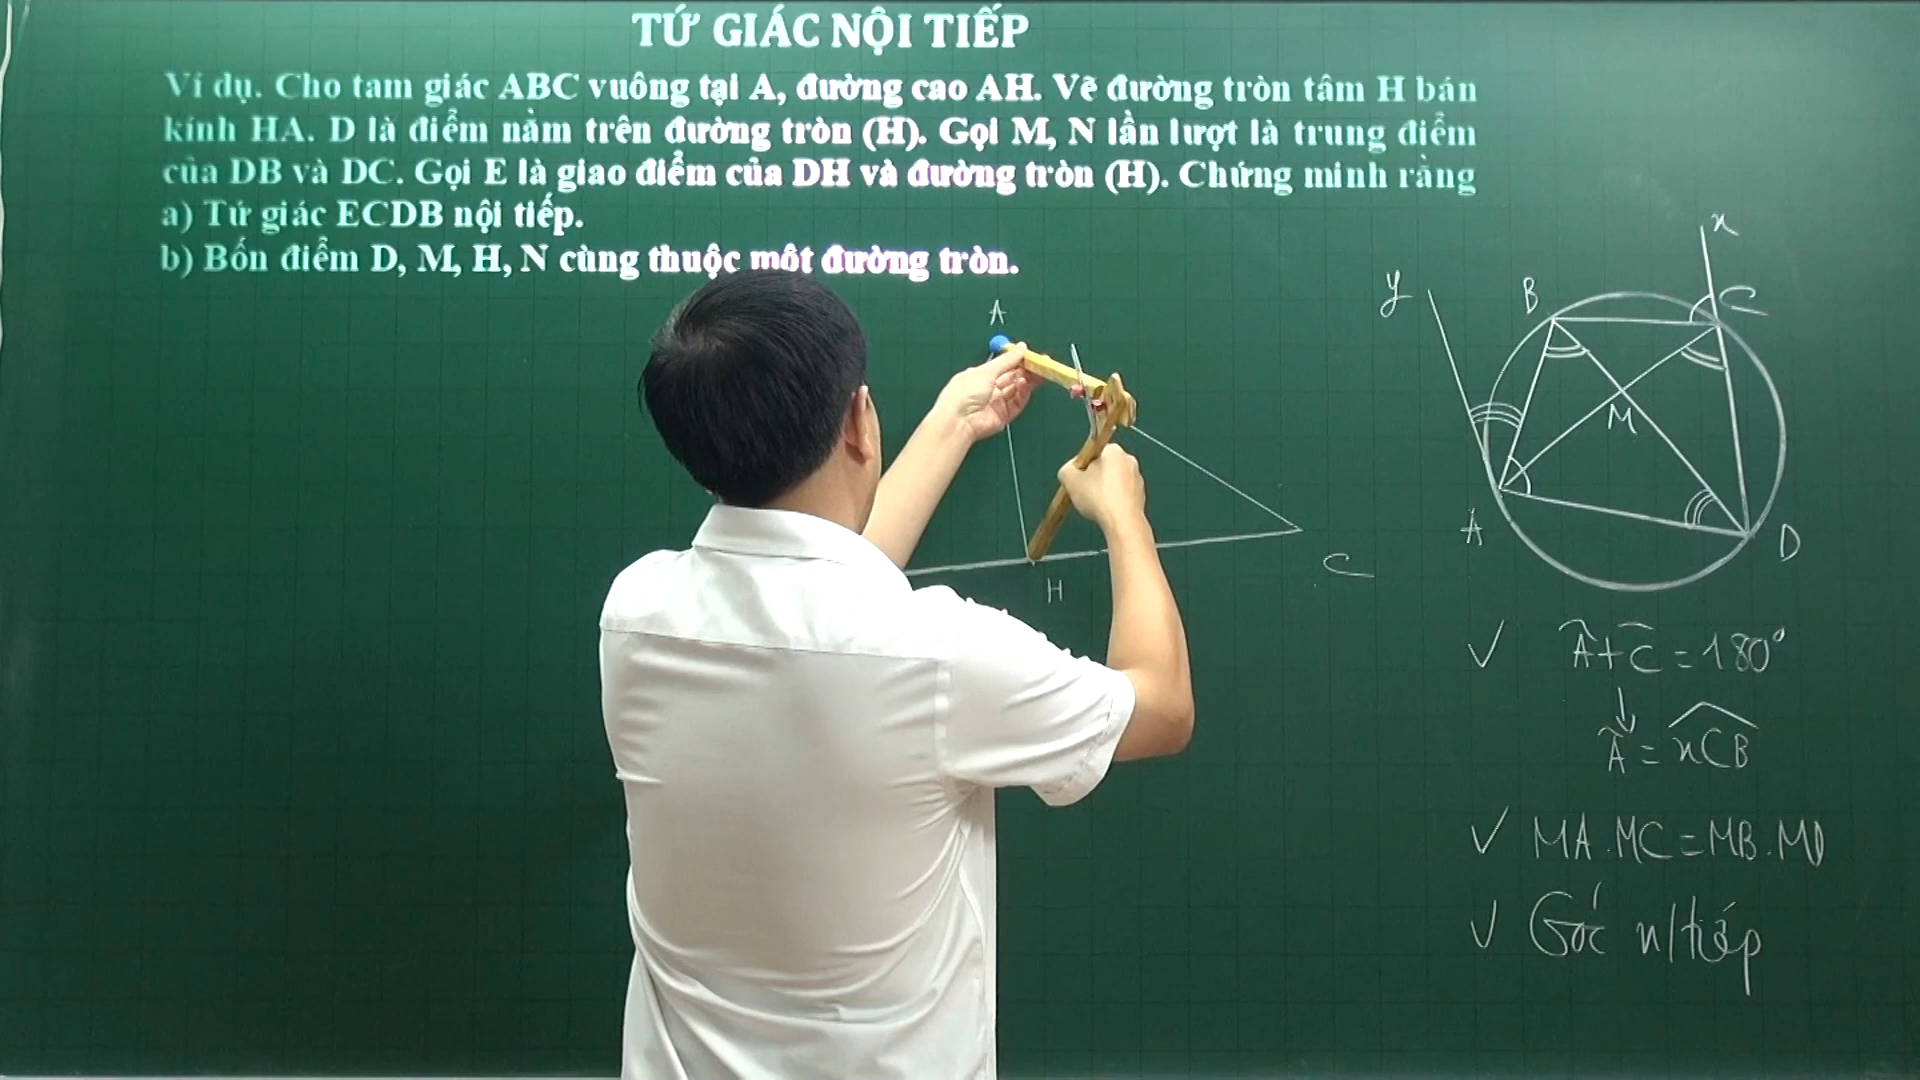 TỨ GIÁC NỘI TIẾP
Ví dụ. Cho tam giác ABC vuông tại A, đường cao AH. Vẽ đường tròn tâm H bán
kính HA. D là điểm nằm trên đường tròn (H). Gọi M, N lần lượt là trung điểm
của DB và DC. Gọi E là giao điểm của DH và đường tròn (H). Chứng minh rằng
a) Tứ giác ECDB nội tiếp.
b) Bốn điểm D, M, H, N cùng thuộc một đường tròn.
A
H
C
x
y
B
C
M
A
D
✓ Â+Ĉ=180°
↓
Â = xCB
✓ MA.MC=MB.MD
✓ Góc n/tiếp